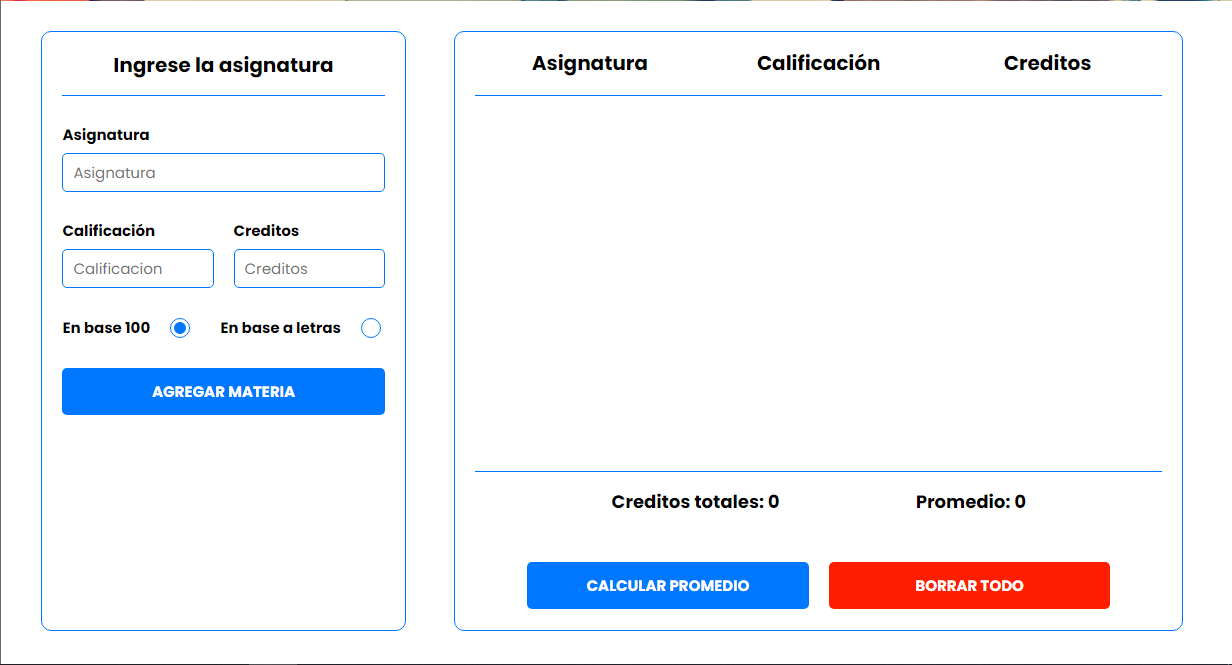 Ingrese la asignatura
Asignatura
Asignatura
Calificación Creditos
Calificacion Creditos
En base 100 En base a letras
AGREGAR MATERIA
Asignatura Calificación Creditos
Creditos totales: 0 Promedio: 0
CALCULAR PROMEDIO BORRAR TODO